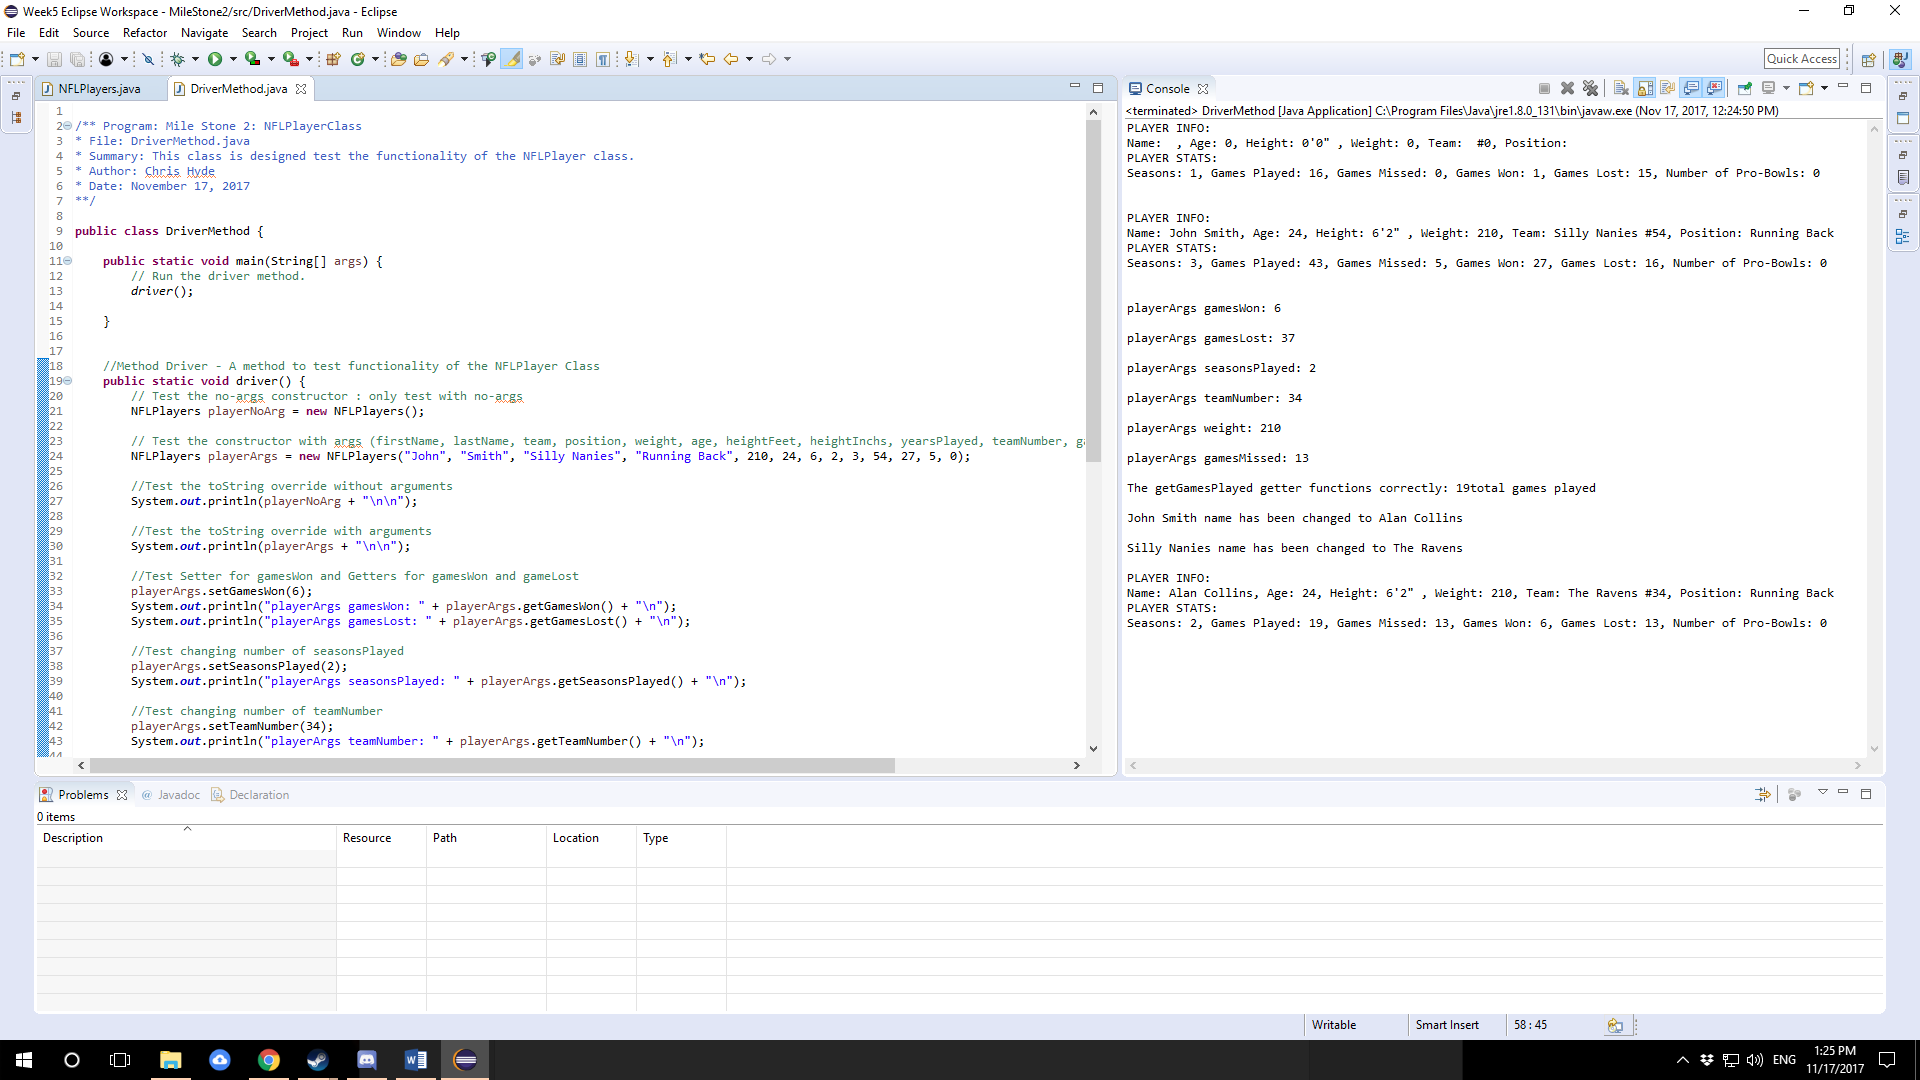 Week5 Eclipse Workspace - MileStone2/src/DriverMethod.java - Eclipse
File Edit Source Refactor Navigate Search Project Run Window Help
Quick Access
NFLPlayers.java
DriverMethod.java
1
2 /** Program: Mile Stone 2: NFLPlayerClass
3 * File: DriverMethod.java
4 * Summary: This class is designed test the functionality of the NFLPlayer class.
5 * Author: Chris Hyde
6 * Date: November 17, 2017
7 **/
8
9 public class DriverMethod {
10
11 public static void main(String[] args) {
12 // Run the driver method.
13 driver();
14
15 }
16
17
18 //Method Driver - A method to test functionality of the NFLPlayer Class
19 public static void driver() {
20 // Test the no-args constructor : only test with no-args
21 NFLPlayers playerNoArg = new NFLPlayers();
22
23 // Test the constructor with args (firstName, lastName, team, position, weight, age, heightFeet, heightInchs, yearsPlayed, teamNumber, ga
24 NFLPlayers playerArgs = new NFLPlayers("John", "Smith", "Silly Nanies", "Running Back", 210, 24, 6, 2, 3, 54, 27, 5, 0);
25
26 //Test the toString override without arguments
27 System.out.println(playerNoArg + "\n\n");
28
29 //Test the toString override with arguments
30 System.out.println(playerArgs + "\n\n");
31
32 //Test Setter for gamesWon and Getters for gamesWon and gameLost
33 playerArgs.setGamesWon(6);
34 System.out.println("playerArgs gamesWon: " + playerArgs.getGamesWon() + "\n");
35 System.out.println("playerArgs gamesLost: " + playerArgs.getGamesLost() + "\n");
36
37 //Test changing number of seasonsPlayed
38 playerArgs.setSeasonsPlayed(2);
39 System.out.println("playerArgs seasonsPlayed: " + playerArgs.getSeasonsPlayed() + "\n");
40
41 //Test changing number of teamNumber
42 playerArgs.setTeamNumber(34);
43 System.out.println("playerArgs teamNumber: " + playerArgs.getTeamNumber() + "\n");
44
Console
<terminated> DriverMethod [Java Application] C:\Program Files\Java\jre1.8.0_131\bin\javaw.exe (Nov 17, 2017, 12:24:50 PM)
PLAYER INFO:
Name:  , Age: 0, Height: 0'0" , Weight: 0, Team:  #0, Position:
PLAYER STATS:
Seasons: 1, Games Played: 16, Games Missed: 0, Games Won: 1, Games Lost: 15, Number of Pro-Bowls: 0
PLAYER INFO:
Name: John Smith, Age: 24, Height: 6'2" , Weight: 210, Team: Silly Nanies #54, Position: Running Back
PLAYER STATS:
Seasons: 3, Games Played: 43, Games Missed: 5, Games Won: 27, Games Lost: 16, Number of Pro-Bowls: 0
playerArgs gamesWon: 6
playerArgs gamesLost: 37
playerArgs seasonsPlayed: 2
playerArgs teamNumber: 34
playerArgs weight: 210
playerArgs gamesMissed: 13
The getGamesPlayed getter functions correctly: 19total games played
John Smith name has been changed to Alan Collins
Silly Nanies name has been changed to The Ravens
PLAYER INFO:
Name: Alan Collins, Age: 24, Height: 6'2" , Weight: 210, Team: The Ravens #34, Position: Running Back
PLAYER STATS:
Seasons: 2, Games Played: 19, Games Missed: 13, Games Won: 6, Games Lost: 13, Number of Pro-Bowls: 0
Problems @ Javadoc Declaration
0 items
Description Resource Path Location Type
Writable Smart Insert 58 : 45
ENG
1:25 PM
11/17/2017